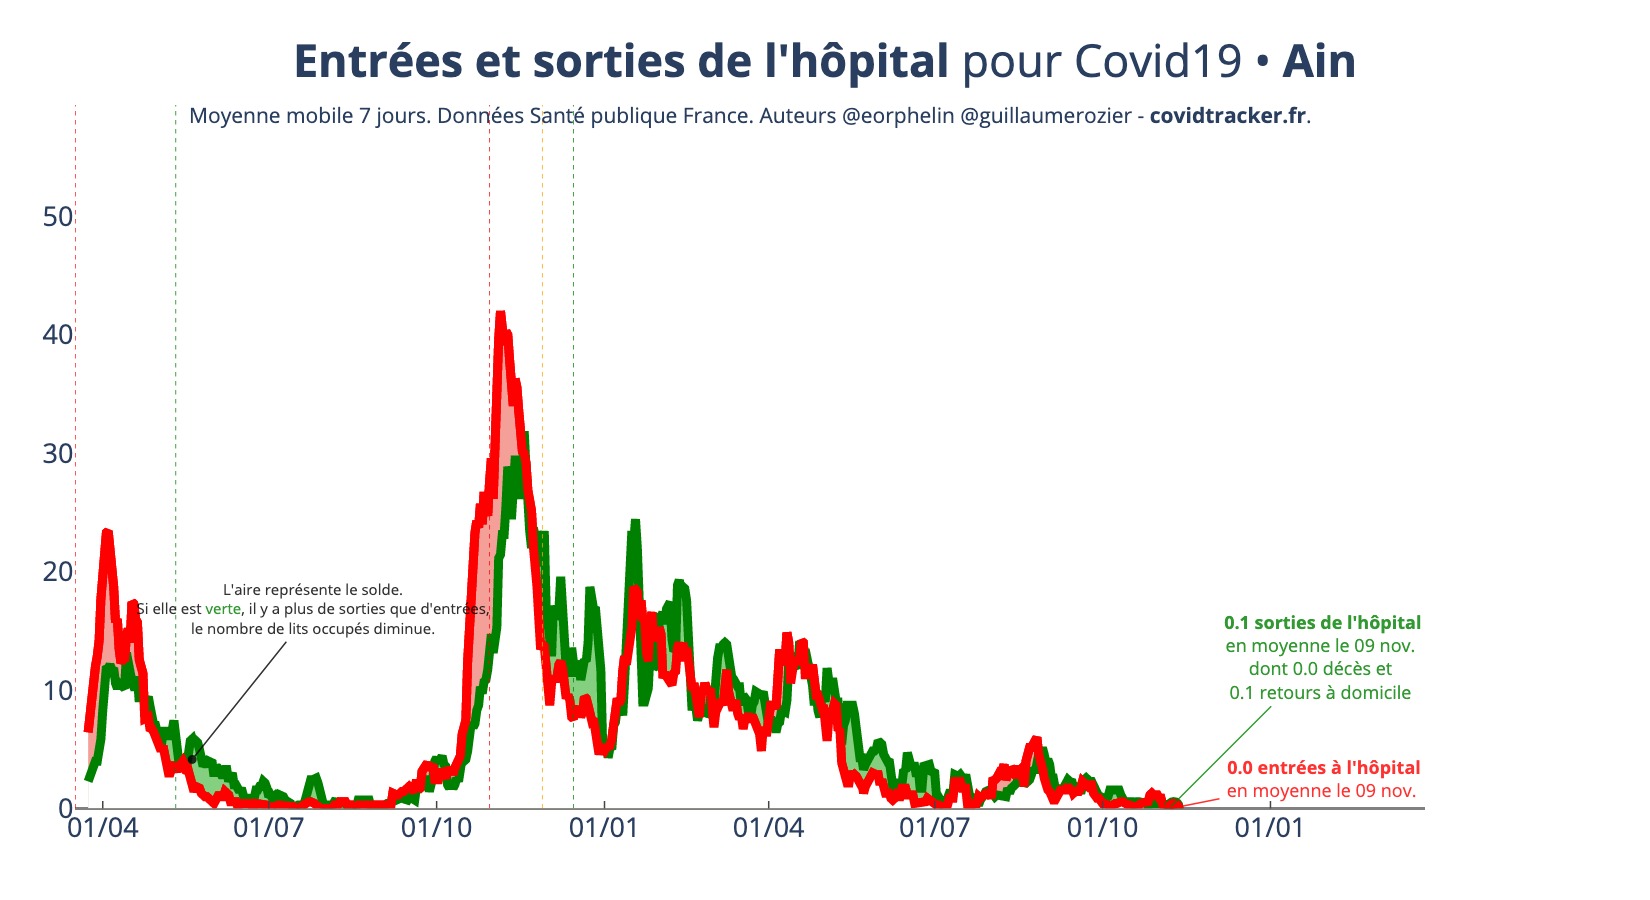 Entrées et sorties de l'hôpital pour Covid19 • Ain
Moyenne mobile 7 jours. Données Santé publique France. Auteurs @eorphelin @guillaumerozier - covidtracker.fr.
50
40
30
20
10
0
L'aire représente le solde.
Si elle est verte, il y a plus de sorties que d'entrées,
le nombre de lits occupés diminue.
0.1 sorties de l'hôpital
en moyenne le 09 nov.
dont 0.0 décès et
0.1 retours à domicile
0.0 entrées à l'hôpital
en moyenne le 09 nov.
01/04 01/07 01/10 01/01 01/04 01/07 01/10 01/01